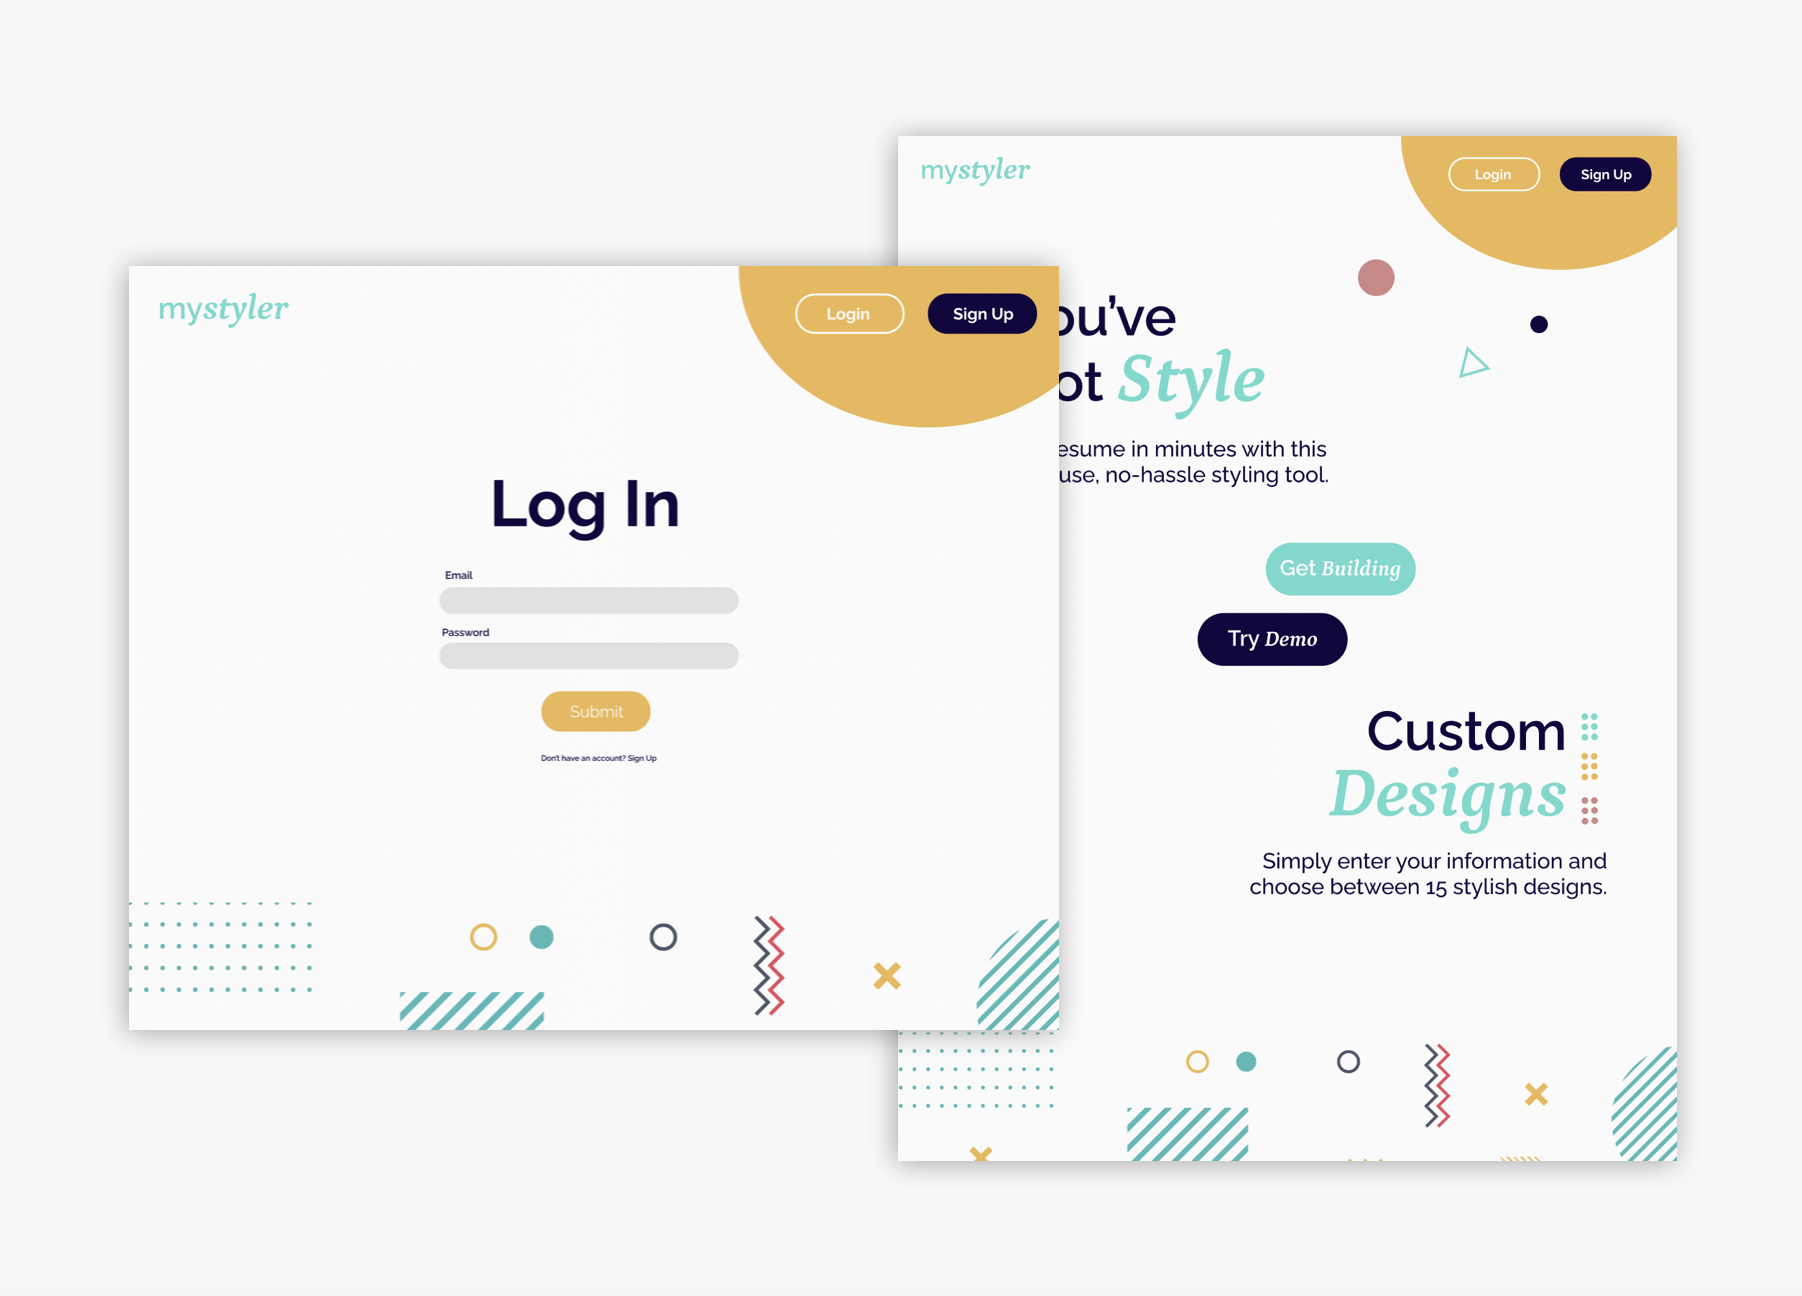 mystyler
Login
Sign Up
Log In
Email
Password
Submit
Don't have an account? Sign Up
mystyler
Login
Sign Up
ou've
ot Style
esume in minutes with this
use, no-hassle styling tool.
Get Building
Try Demo
Custom
Designs
Simply enter your information and
choose between 15 stylish designs.